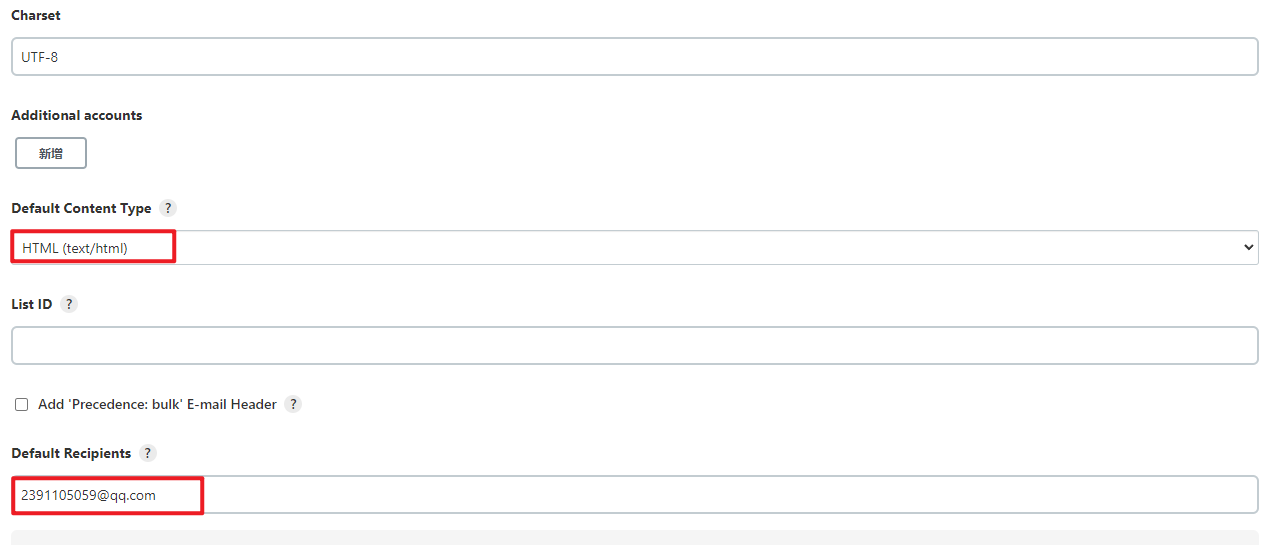 Charset
UTF-8
Additional accounts
新增
Default Content Type ?
HTML (text/html)
List ID ?
Add 'Precedence: bulk' E-mail Header ?
Default Recipients ?
2391105059@qq.com